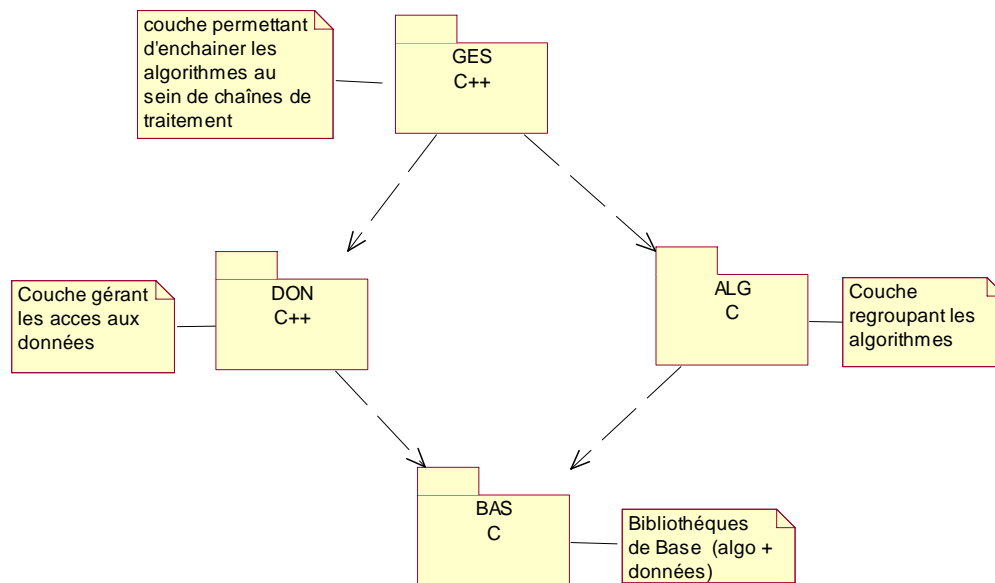 couche permettant
d'enchainer les
algorithmes au
sein de chaînes de
traitement
GES
C++
Couche gérant
les acces aux
données
DON
C++
ALG
C
Couche
regroupant les
algorithmes
BAS
C
Bibliothéques
de Base (algo +
données)